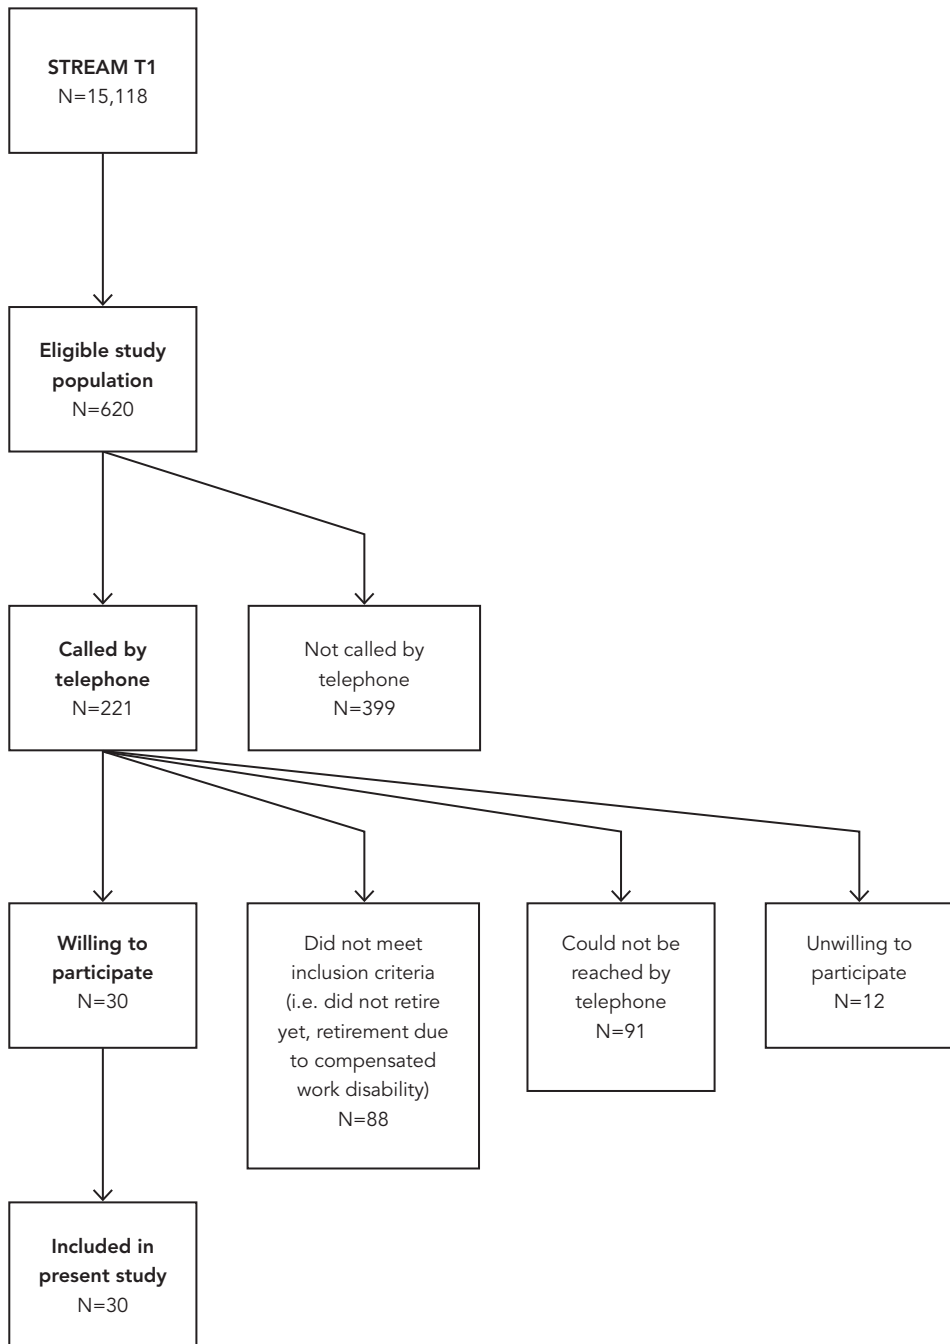 STREAM T1
N=15,118
Eligible study
population
N=620
Called by
telephone
N=221
Not called by
telephone
N=399
Willing to
participate
N=30
Did not meet
inclusion criteria
(i.e. did not retire
yet, retirement due
to compensated
work disability)
N=88
Could not be
reached by
telephone
N=91
Unwilling to
participate
N=12
Included in
present study
N=30